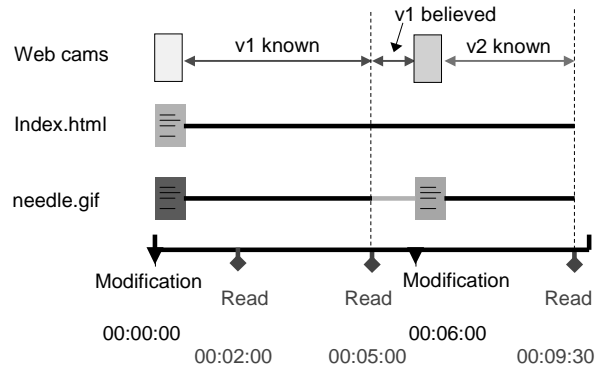 v1 believed
Web cams
v1 known
v2 known
Index.html
needle.gif
Modification
Modification
Read
Read
Read
00:00:00
00:06:00
00:02:00
00:05:00
00:09:30